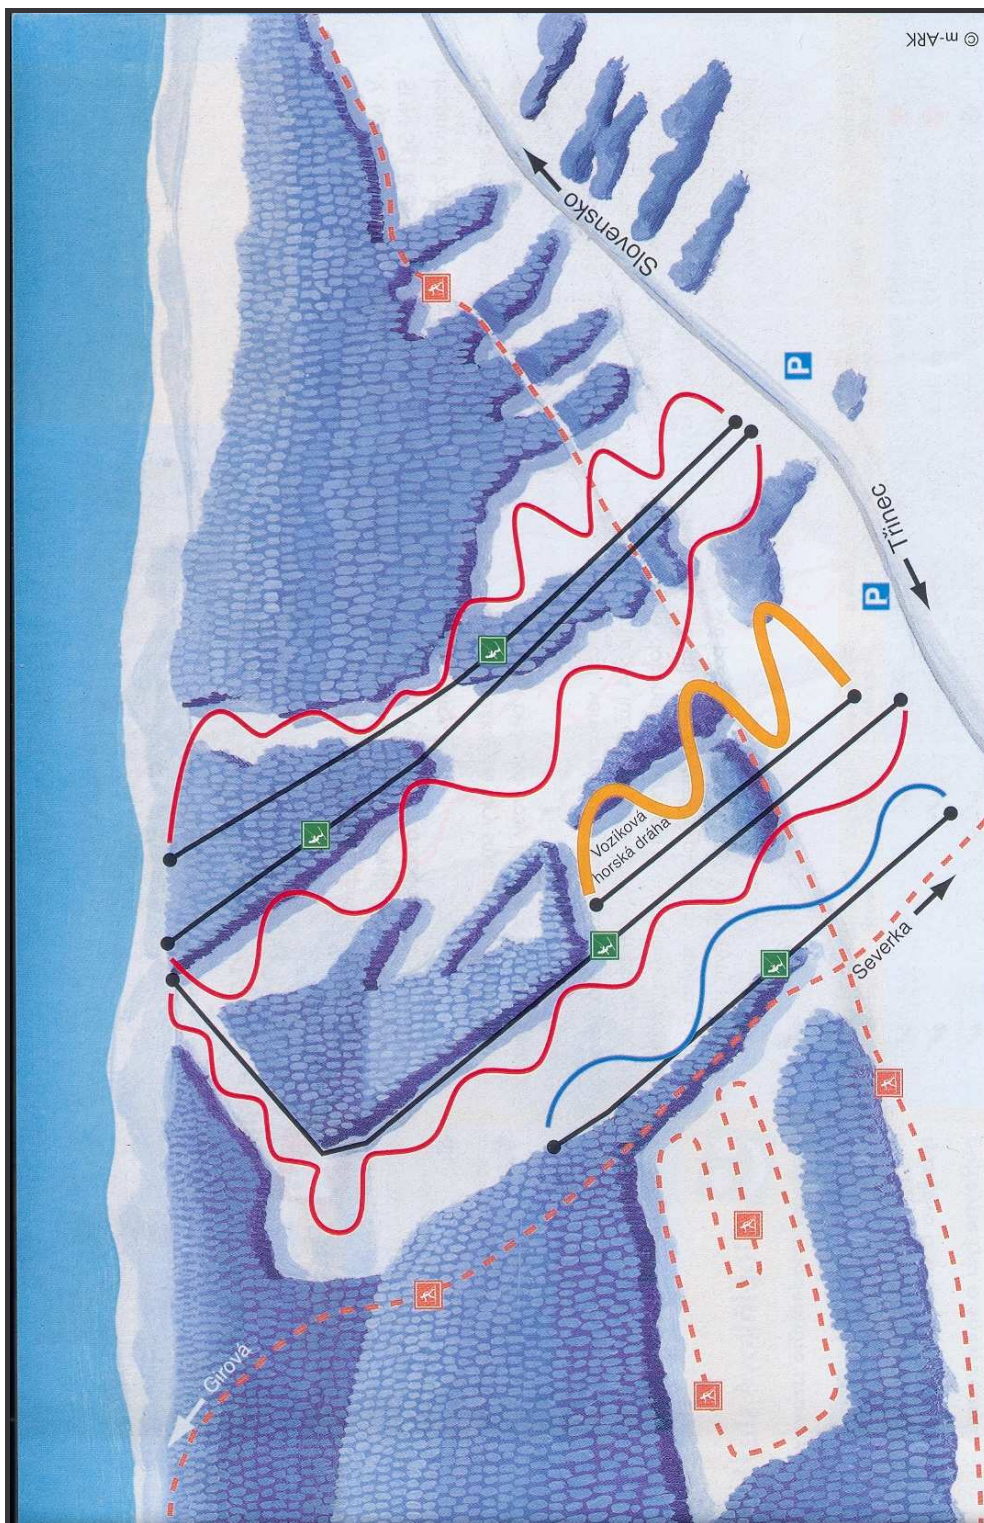 © m-ARK
Slovensko
P
Třinec
P
Vozíková
horská dráha
Severka
Girová